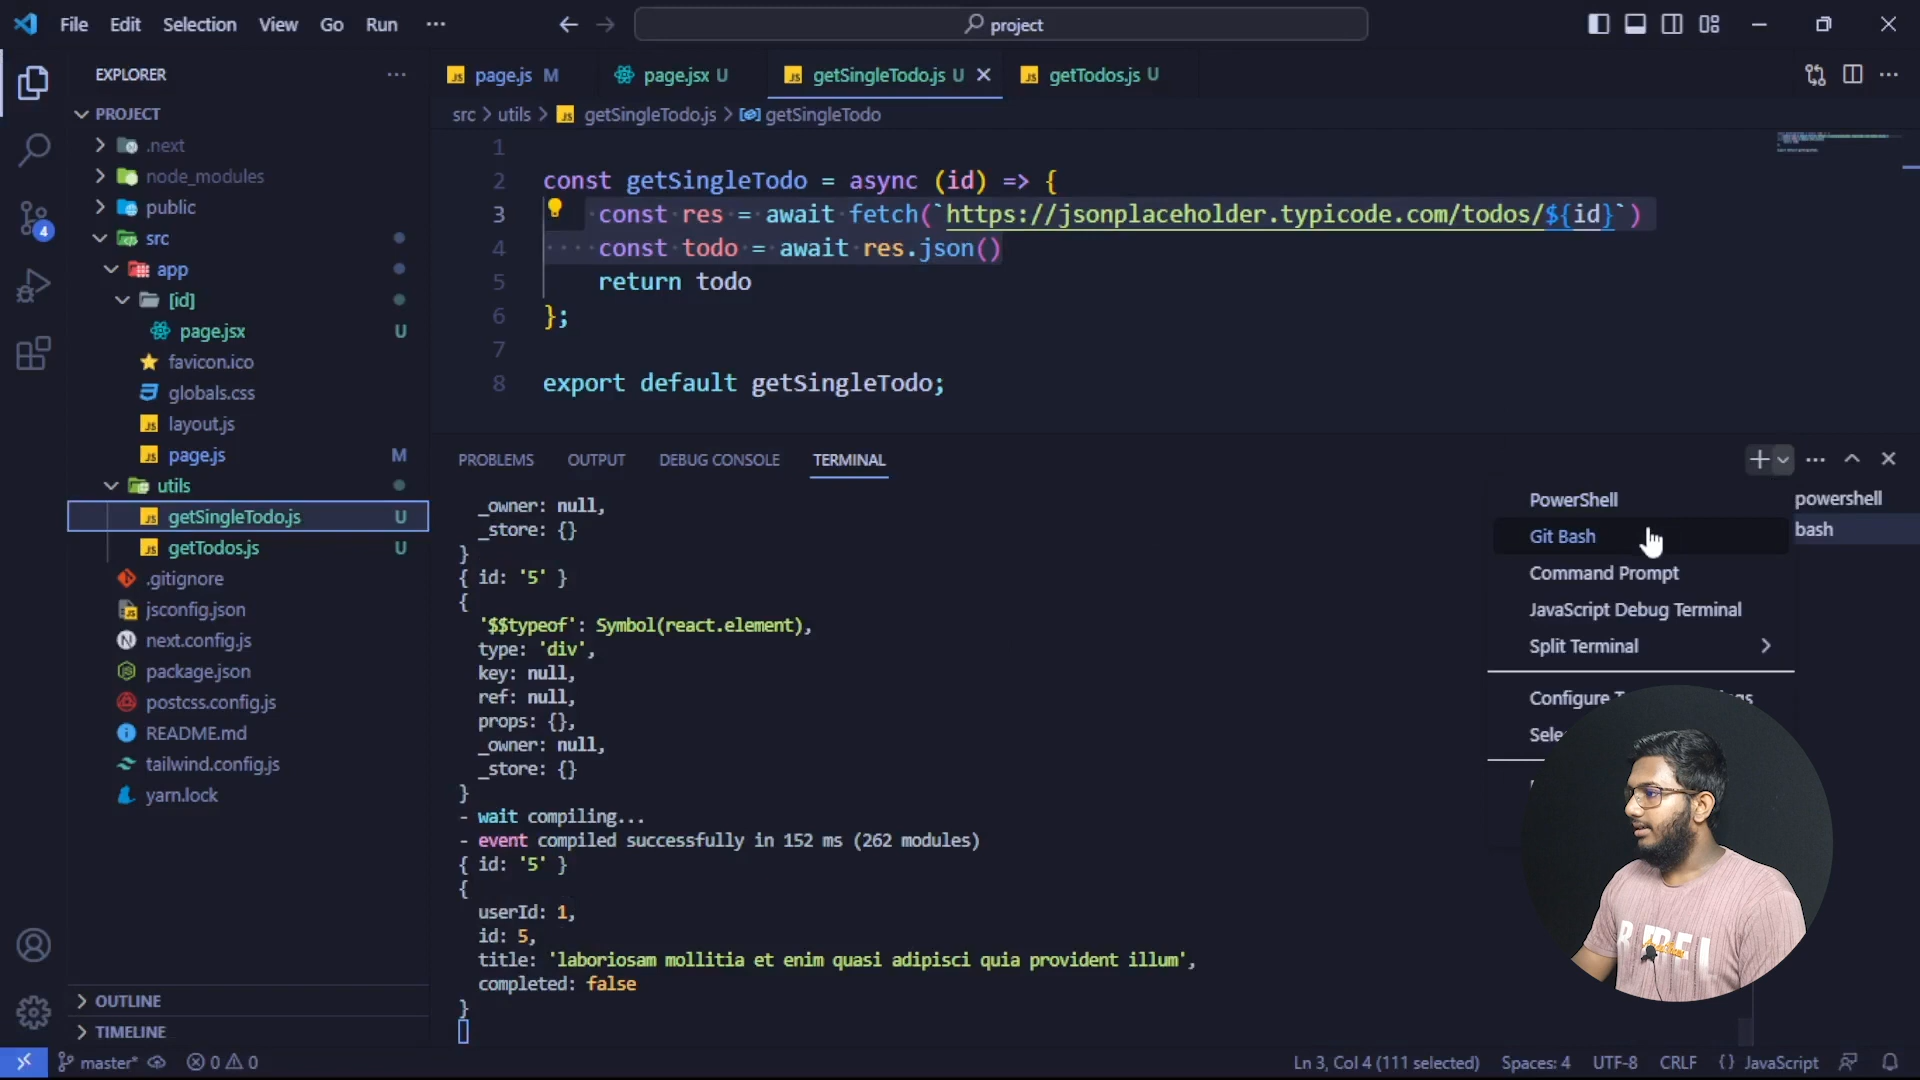 File Edit Selection View Go Run ···
project
EXPLORER ···
PROJECT
.next
node_modules
public
src
app
[id]
page.jsx U
favicon.ico
globals.css
layout.js
page.js M
utils
getSingleTodo.js U
getTodos.js U
.gitignore
jsconfig.json
next.config.js
package.json
postcss.config.js
README.md
tailwind.config.js
yarn.lock
OUTLINE
TIMELINE
4
page.js M
page.jsx U
getSingleTodo.js U
getTodos.js U
src > utils > getSingleTodo.js > getSingleTodo
1
2 const getSingleTodo = async (id) => {
3 const res = await fetch(`https://jsonplaceholder.typicode.com/todos/${id}`)
4 ····const·todo·=·await·res.json()
5 return todo
6 };
7
8 export default getSingleTodo;
PROBLEMS OUTPUT DEBUG CONSOLE TERMINAL
_owner: null,
_store: {}
}
{ id: '5' }
{
'$$typeof': Symbol(react.element),
type: 'div',
key: null,
ref: null,
props: {},
_owner: null,
_store: {}
}
- wait compiling...
- event compiled successfully in 152 ms (262 modules)
{ id: '5' }
{
userId: 1,
id: 5,
title: 'laboriosam mollitia et enim quasi adipisci quia provident illum',
completed: false
}
PowerShell
Git Bash
Command Prompt
JavaScript Debug Terminal
Split Terminal
Configure
powershell
bash
master* 0 0
Ln 3, Col 4 (111 selected) Spaces: 4 UTF-8 CRLF {} JavaScript